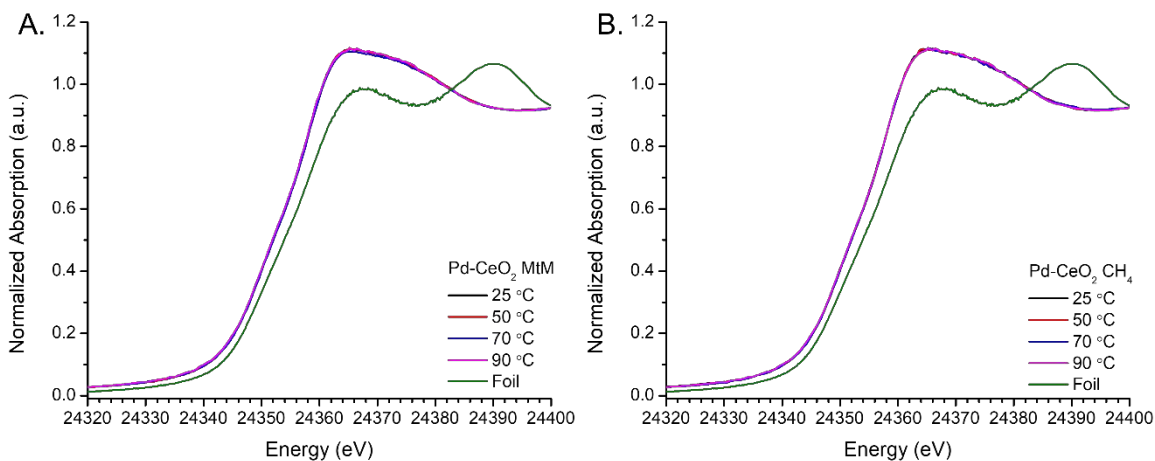 A.
1.2
1.0
0.8
0.6
0.4
0.2
0.0
Normalized Absorption (a.u.)
Pd-CeO₂ MtM
25 °C
50 °C
70 °C
90 °C
Foil
24320 24330 24340 24350 24360 24370 24380 24390 24400
Energy (eV)
B.
1.2
1.0
0.8
0.6
0.4
0.2
0.0
Normalized Absorption (a.u.)
Pd-CeO₂ CH₄
25 °C
50 °C
70 °C
90 °C
Foil
24320 24330 24340 24350 24360 24370 24380 24390 24400
Energy (eV)